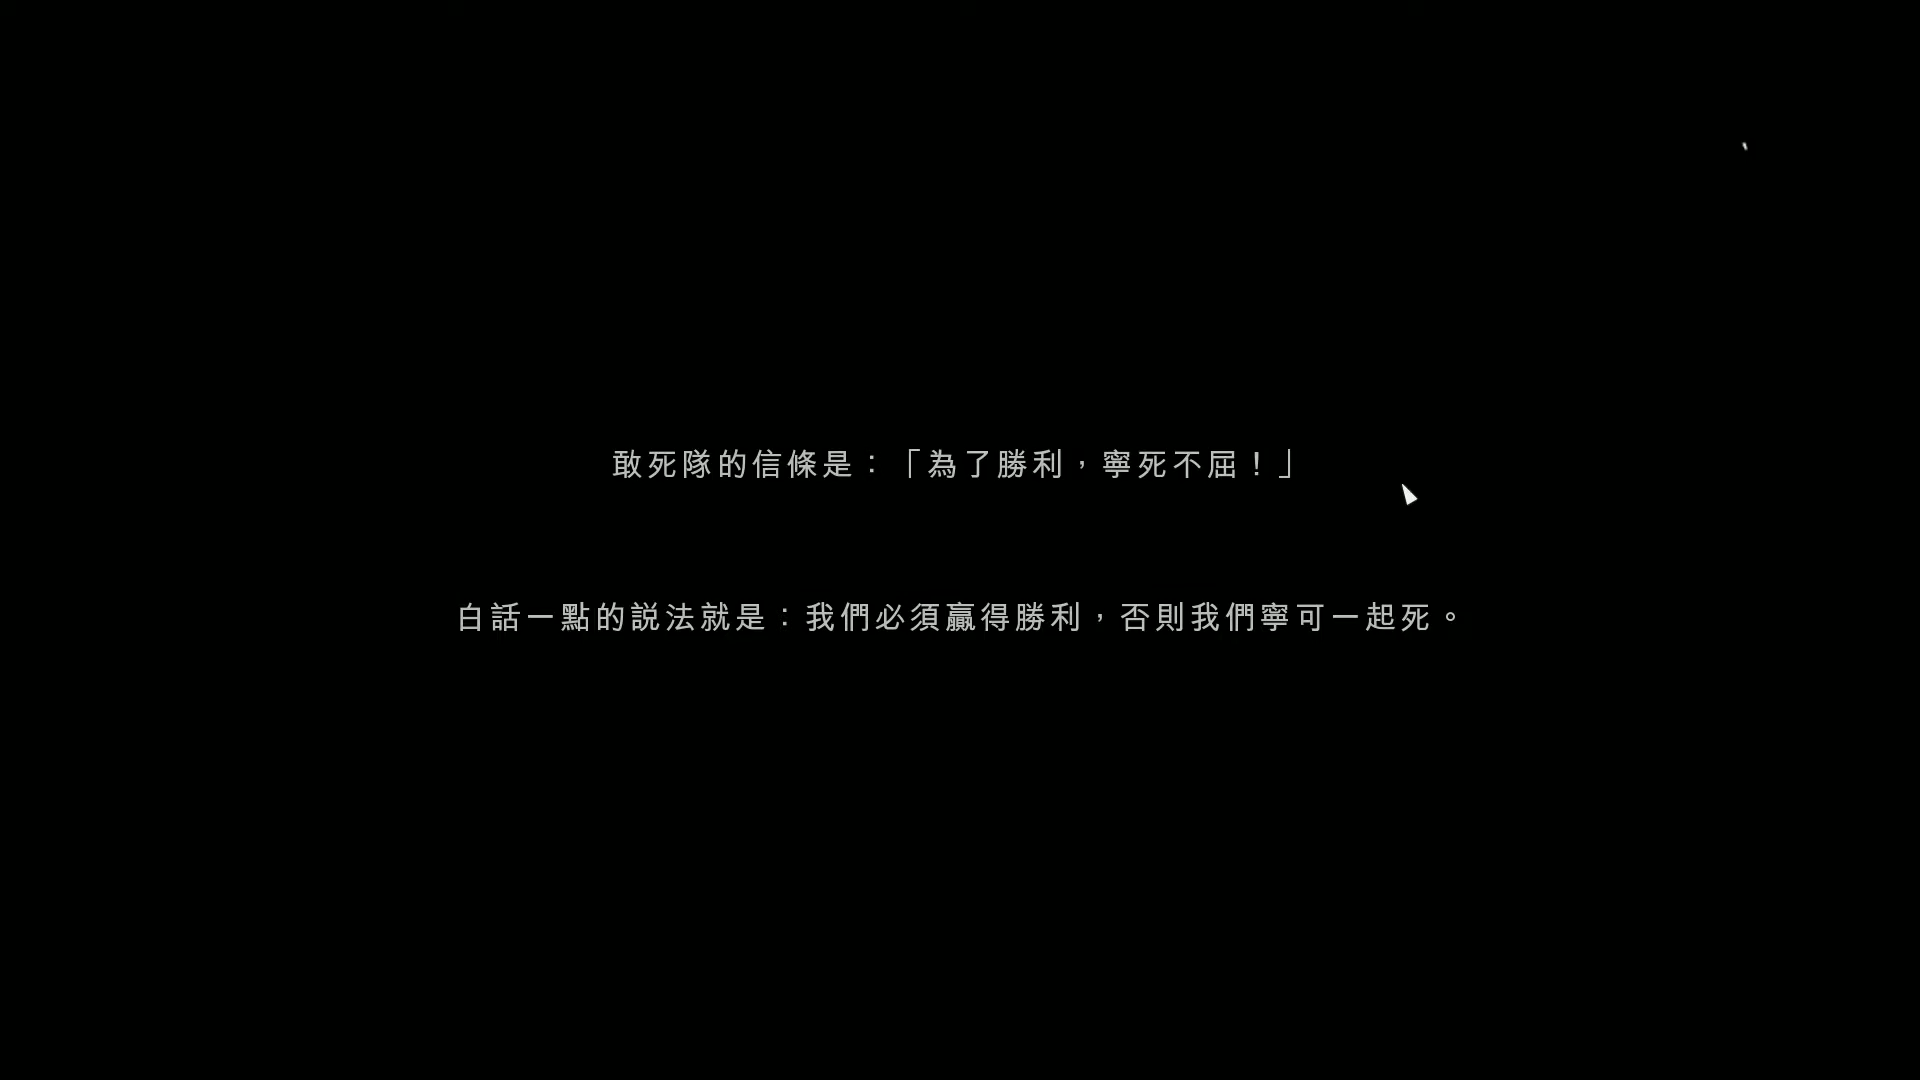 敢死隊的信條是：「為了勝利，寧死不屈！」
白話一點的説法就是：我們必須贏得勝利，否則我們寧可一起死。